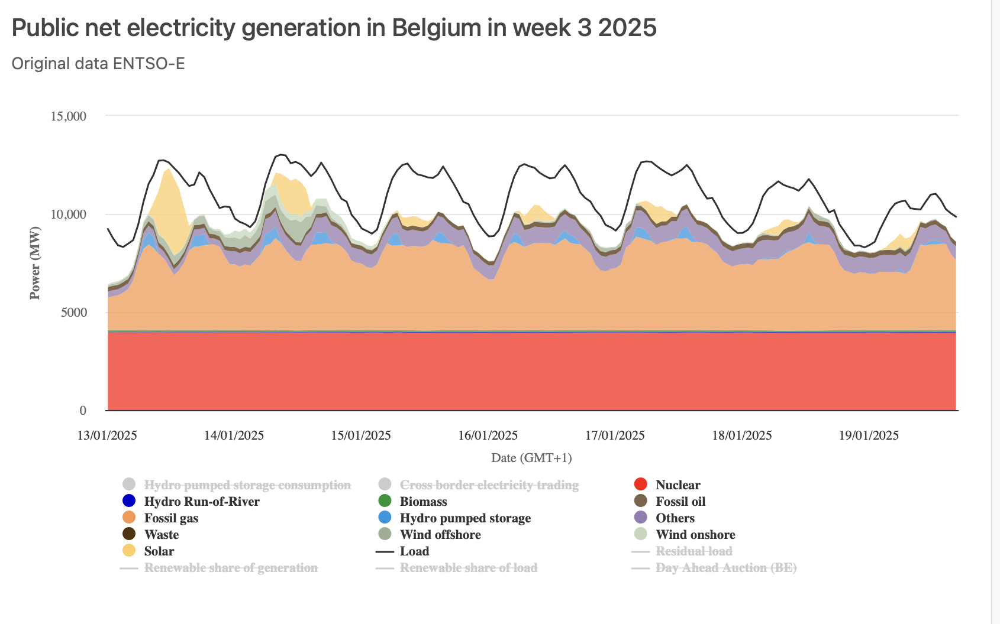 Public net electricity generation in Belgium in week 3 2025
Original data ENTSO-E
15,000
10,000
5000
0
Power (MW)
13/01/2025 14/01/2025 15/01/2025 16/01/2025 17/01/2025 18/01/2025 19/01/2025
Date (GMT+1)
Hydro pumped storage consumption Cross border electricity trading Nuclear
Hydro Run-of-River Biomass Fossil oil
Fossil gas Hydro pumped storage Others
Waste Wind offshore Wind onshore
Solar Load Residual load
Renewable share of generation Renewable share of load Day Ahead Auction (BE)